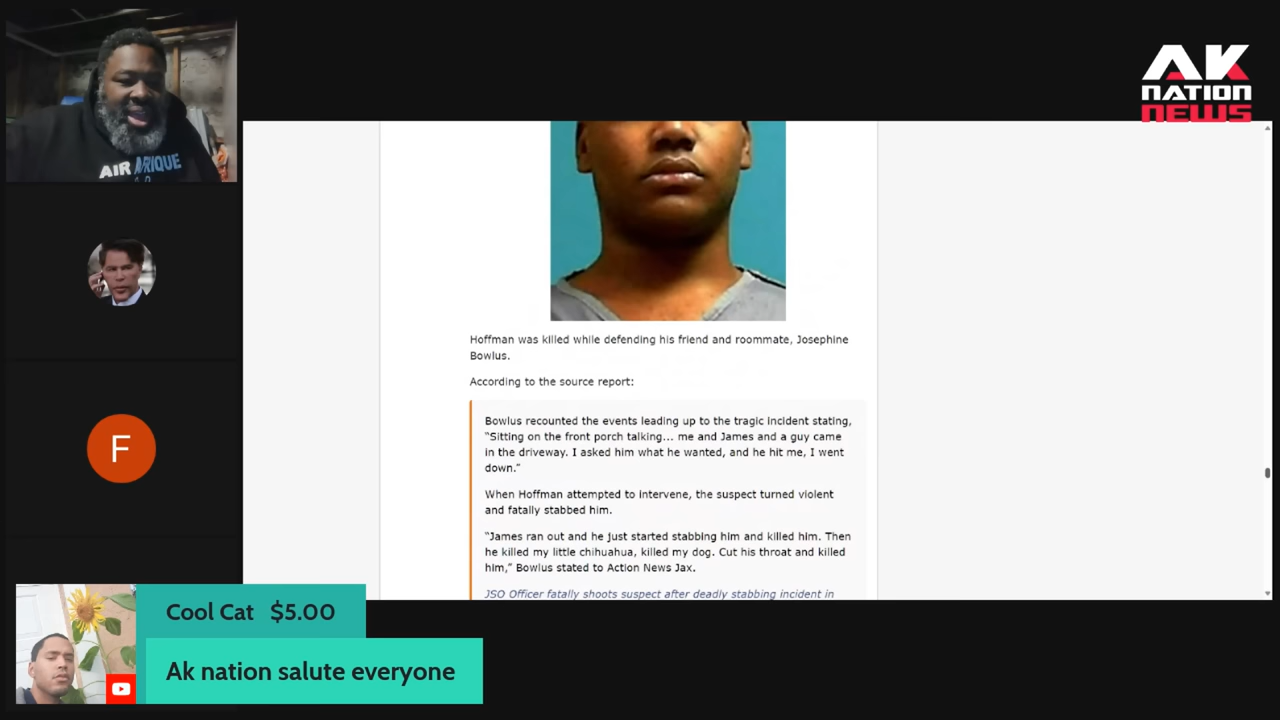 AK
NATION
NEWS
AIR AFRIQUE
Hoffman was killed while defending his friend and roommate, Josephine
Bowlus.
According to the source report:
Bowlus recounted the events leading up to the tragic incident stating,
“Sitting on the front porch talking... me and James and a guy came
in the driveway. I asked him what he wanted, and he hit me, I went
down.”
When Hoffman attempted to intervene, the suspect turned violent
and fatally stabbed him.
“James ran out and he just started stabbing him and killed him. Then
he killed my little chihuahua, killed my dog. Cut his throat and killed
him,” Bowlus stated to Action News Jax.
JSO Officer fatally shoots suspect after deadly stabbing incident in
F
Cool Cat $5.00
Ak nation salute everyone